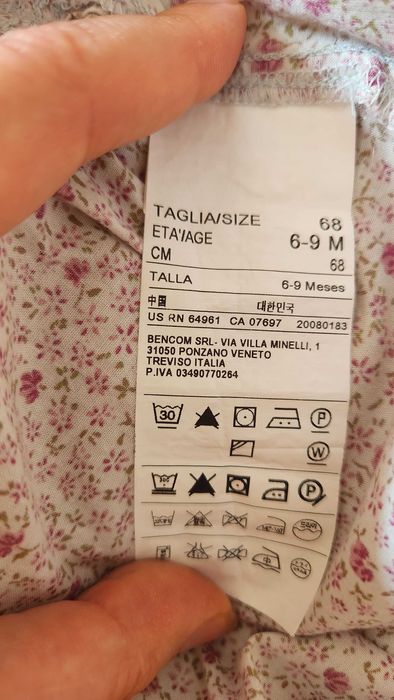 TAGLIA/SIZE 68
ETA'/AGE 6-9 M
CM 68
TALLA 6-9 Meses
中国 대한민국
US RN 64961 CA 07697 20080183
BENCOM SRL- VIA VILLA MINELLI, 1
31050 PONZANO VENETO
TREVISO ITALIA
P.IVA 03490770264
30 P
W
P